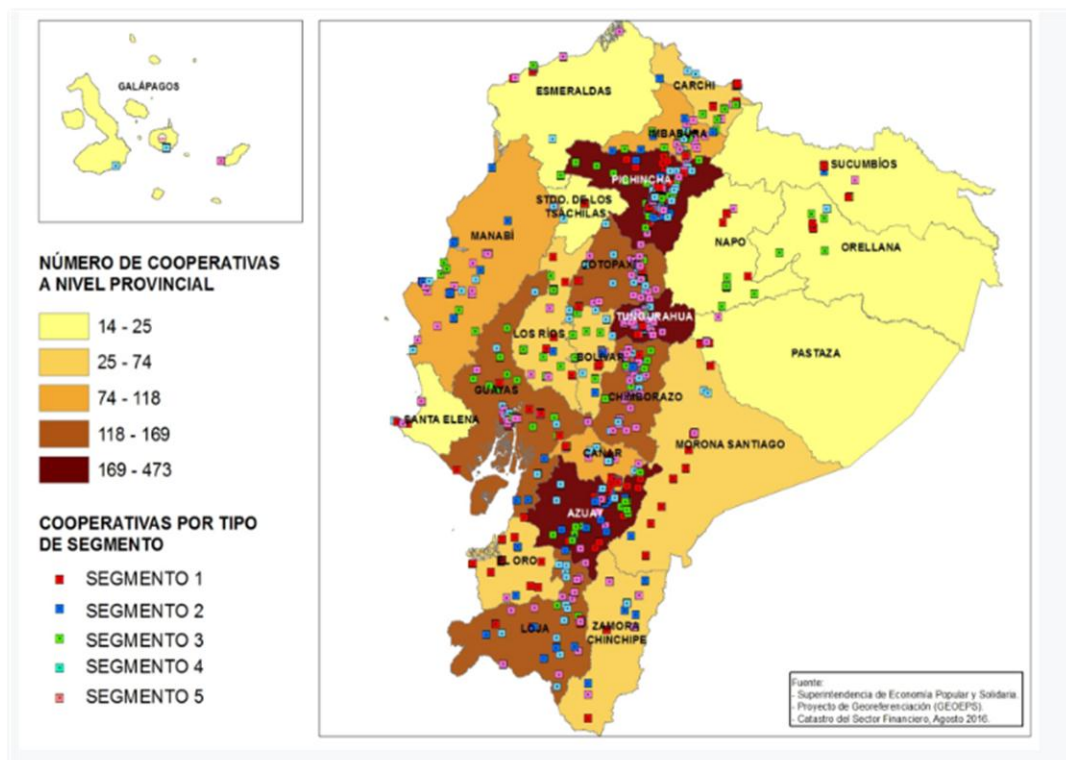 GALÁPAGOS
NÚMERO DE COOPERATIVAS
A NIVEL PROVINCIAL
14 - 25
25 - 74
74 - 118
118 - 169
169 - 473
COOPERATIVAS POR TIPO
DE SEGMENTO
SEGMENTO 1
SEGMENTO 2
SEGMENTO 3
SEGMENTO 4
SEGMENTO 5
ESMERALDAS
CARCHI
IMBABURA
SUCUMBÍOS
PICHINCHA
STDO. DE LOS
TSÁCHILAS
MANABÍ
NAPO
ORELLANA
COTOPAXI
TUNGURAHUA
LOS RÍOS
PASTAZA
BOLIVAR
GUAYAS
CHIMBORAZO
SANTA ELENA
MORONA SANTIAGO
CAÑAR
AZUAY
EL ORO
LOJA
ZAMORA
CHINCHIPE
Fuente:
- Superintendencia de Economía Popular y Solidaria.
- Proyecto de Georeferenciación (GEOEPS).
- Catastro del Sector Financiero, Agosto 2016.